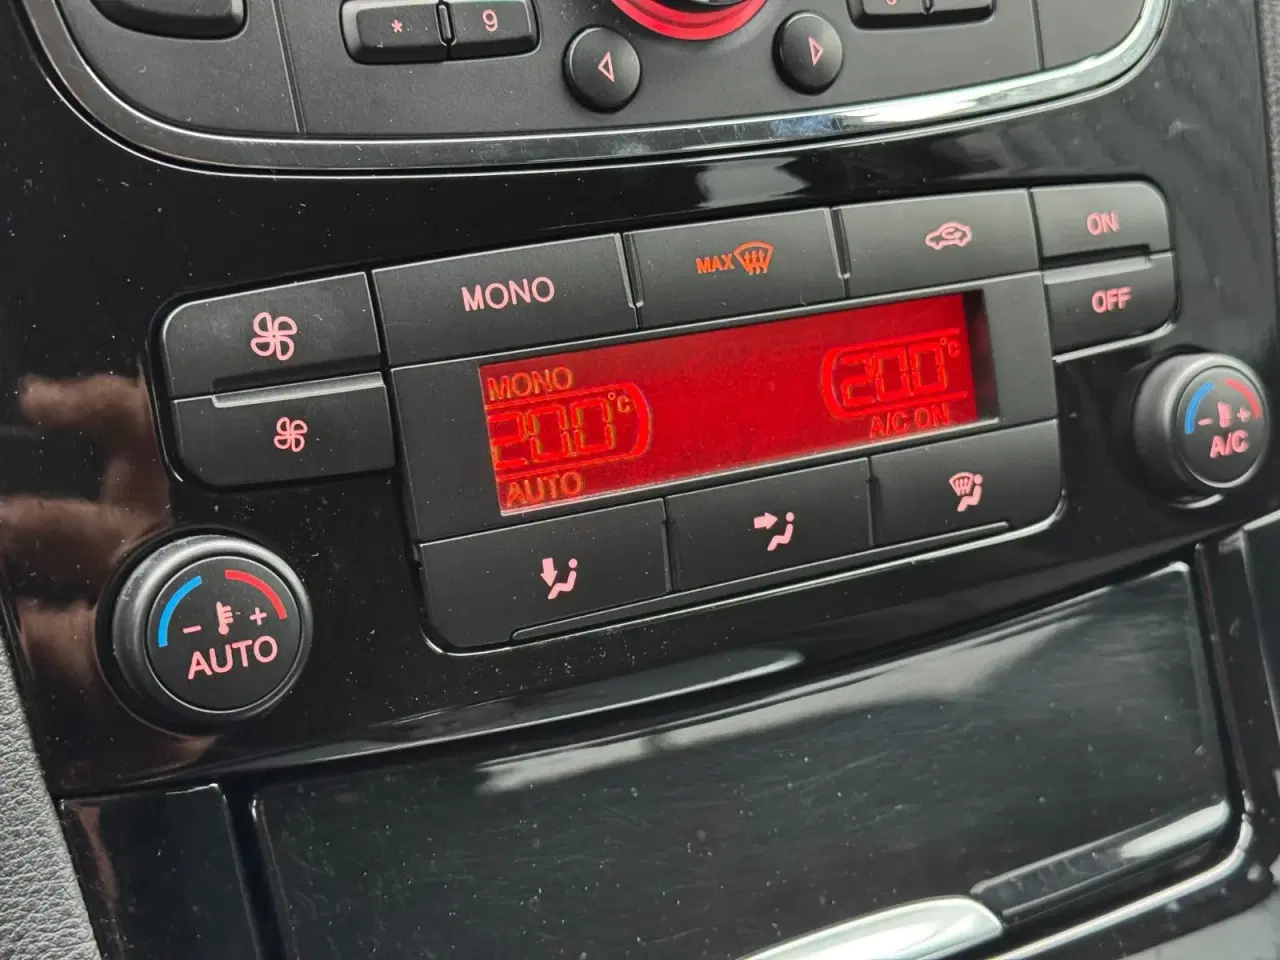 * 9
MONO MAX ON
OFF
MONO
20.0°C 20.0°C
AUTO A/C ON
- +
AUTO
- +
A/C